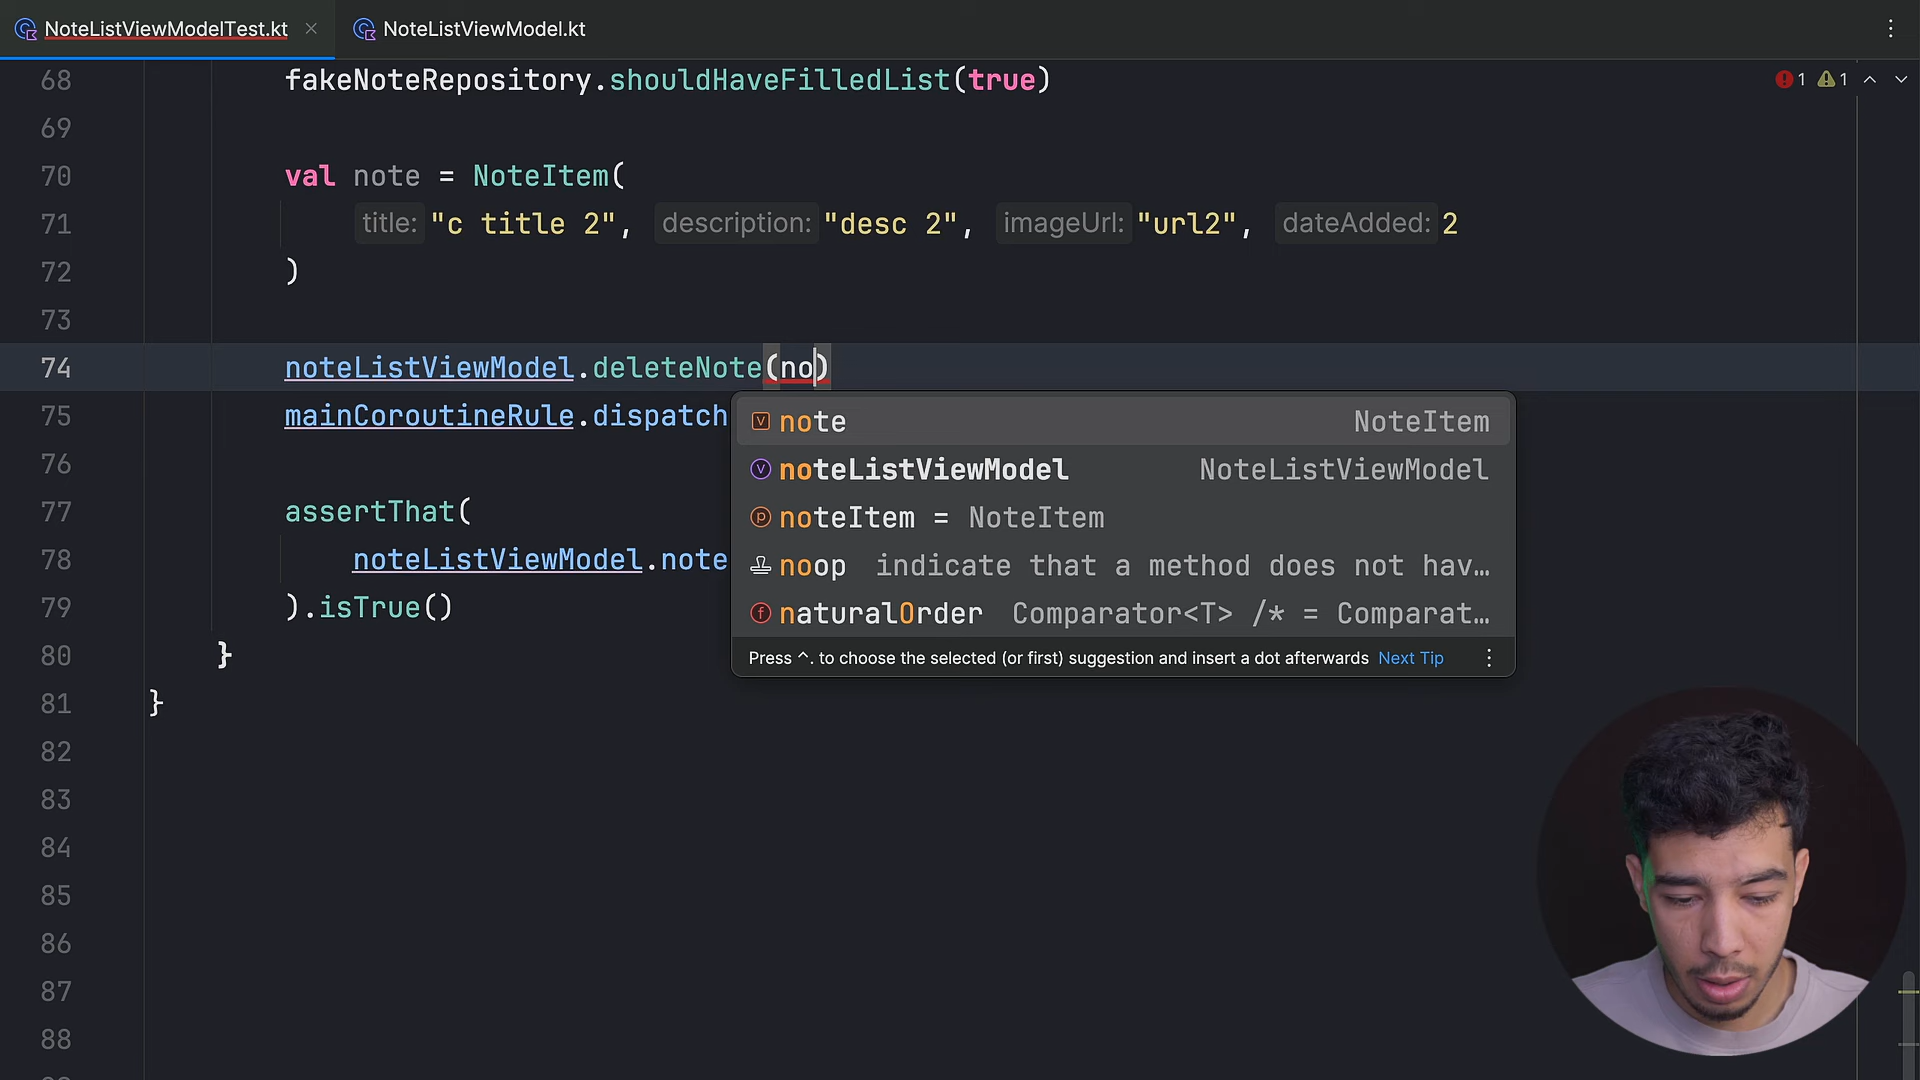 NoteListViewModelTest.kt NoteListViewModel.kt
68 fakeNoteRepository.shouldHaveFilledList(true) 1 1
69
70 val note = NoteItem(
71 title: "c title 2", description: "desc 2", imageUrl: "url2", dateAdded: 2
72 )
73
74 noteListViewModel.deleteNote(no)
75 mainCoroutineRule.dispatch
note NoteItem
76
noteListViewModel NoteListViewModel
77 assertThat(
noteItem = NoteItem
78 noteListViewModel.note
noop indicate that a method does not hav…
79 ).isTrue()
naturalOrder Comparator<T> /* = Comparat…
80 }
Press ^. to choose the selected (or first) suggestion and insert a dot afterwards Next Tip
81 }
82
83
84
85
86
87
88